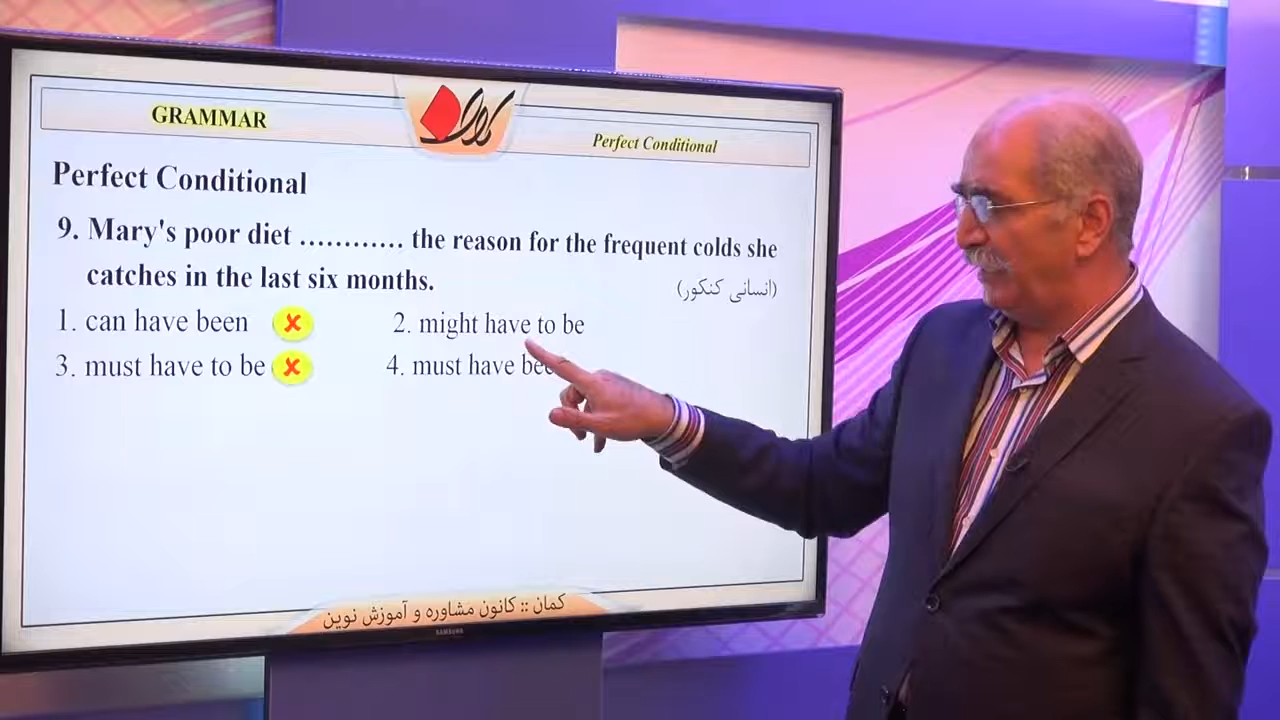 GRAMMAR
Perfect Conditional
Perfect Conditional
9. Mary's poor diet ............ the reason for the frequent colds she
catches in the last six months.
(انسانی کنکور)
1. can have been
2. might have to be
3. must have to be
4. must have bee
کمان :: کانون مشاوره و آموزش نوین
SAMSUNG